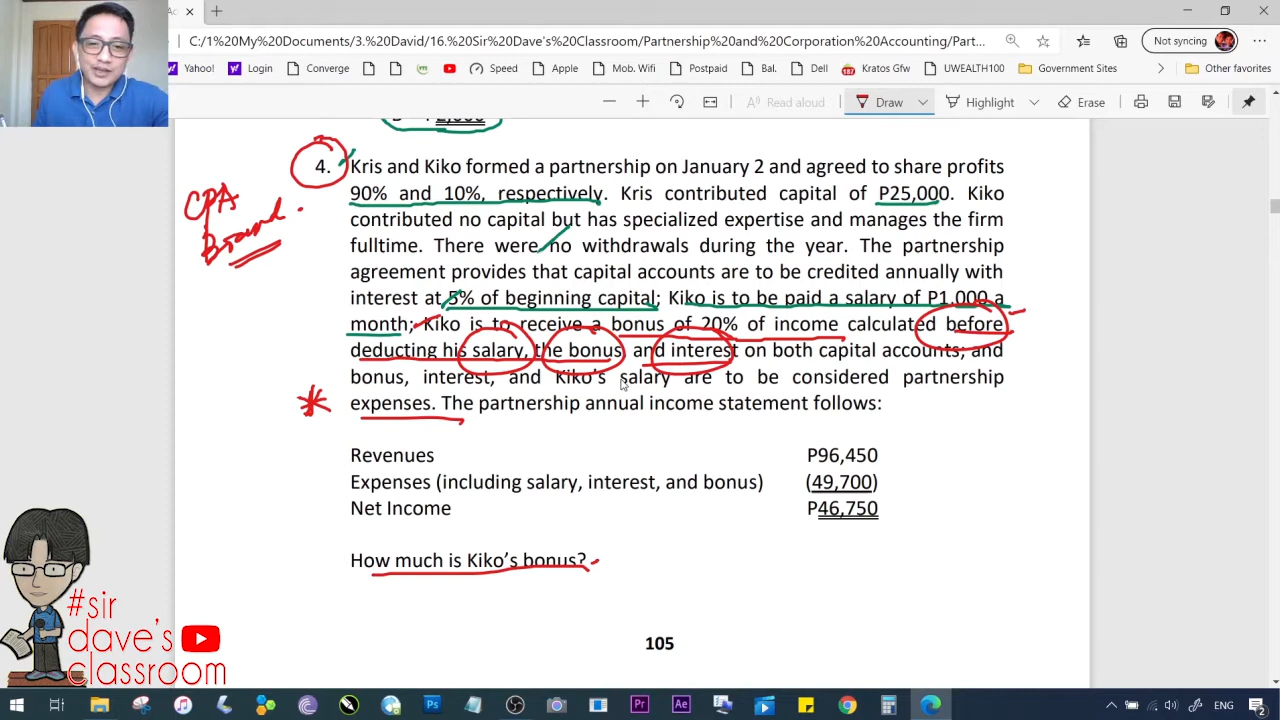 C:/1%20My%20Documents/3.%20David/16.%20Sir%20Dave's%20Classroom/Partnership%20and%20Corporation%20Accounting/Part...
Not syncing
Yahoo!
Login
Converge
Speed
Apple
Mob. Wifi
Postpaid
Bal.
Dell
Kratos Gfw
UWEALTH100
Government Sites
Other favorites
Read aloud
Draw
Highlight
Erase
4. Kris and Kiko formed a partnership on January 2 and agreed to share profits
90% and 10%, respectively. Kris contributed capital of P25,000. Kiko
contributed no capital but has specialized expertise and manages the firm
fulltime. There were no withdrawals during the year. The partnership
agreement provides that capital accounts are to be credited annually with
interest at 5% of beginning capital; Kiko is to be paid a salary of P1,000 a
month; Kiko is to receive a bonus of 20% of income calculated before
deducting his salary, the bonus, and interest on both capital accounts; and
bonus, interest, and Kiko's salary are to be considered partnership
expenses. The partnership annual income statement follows:
CPA
Board
Revenues P96,450
Expenses (including salary, interest, and bonus) (49,700)
Net Income P46,750
How much is Kiko's bonus?
105
#sir
dave's
classroom
ENG
2